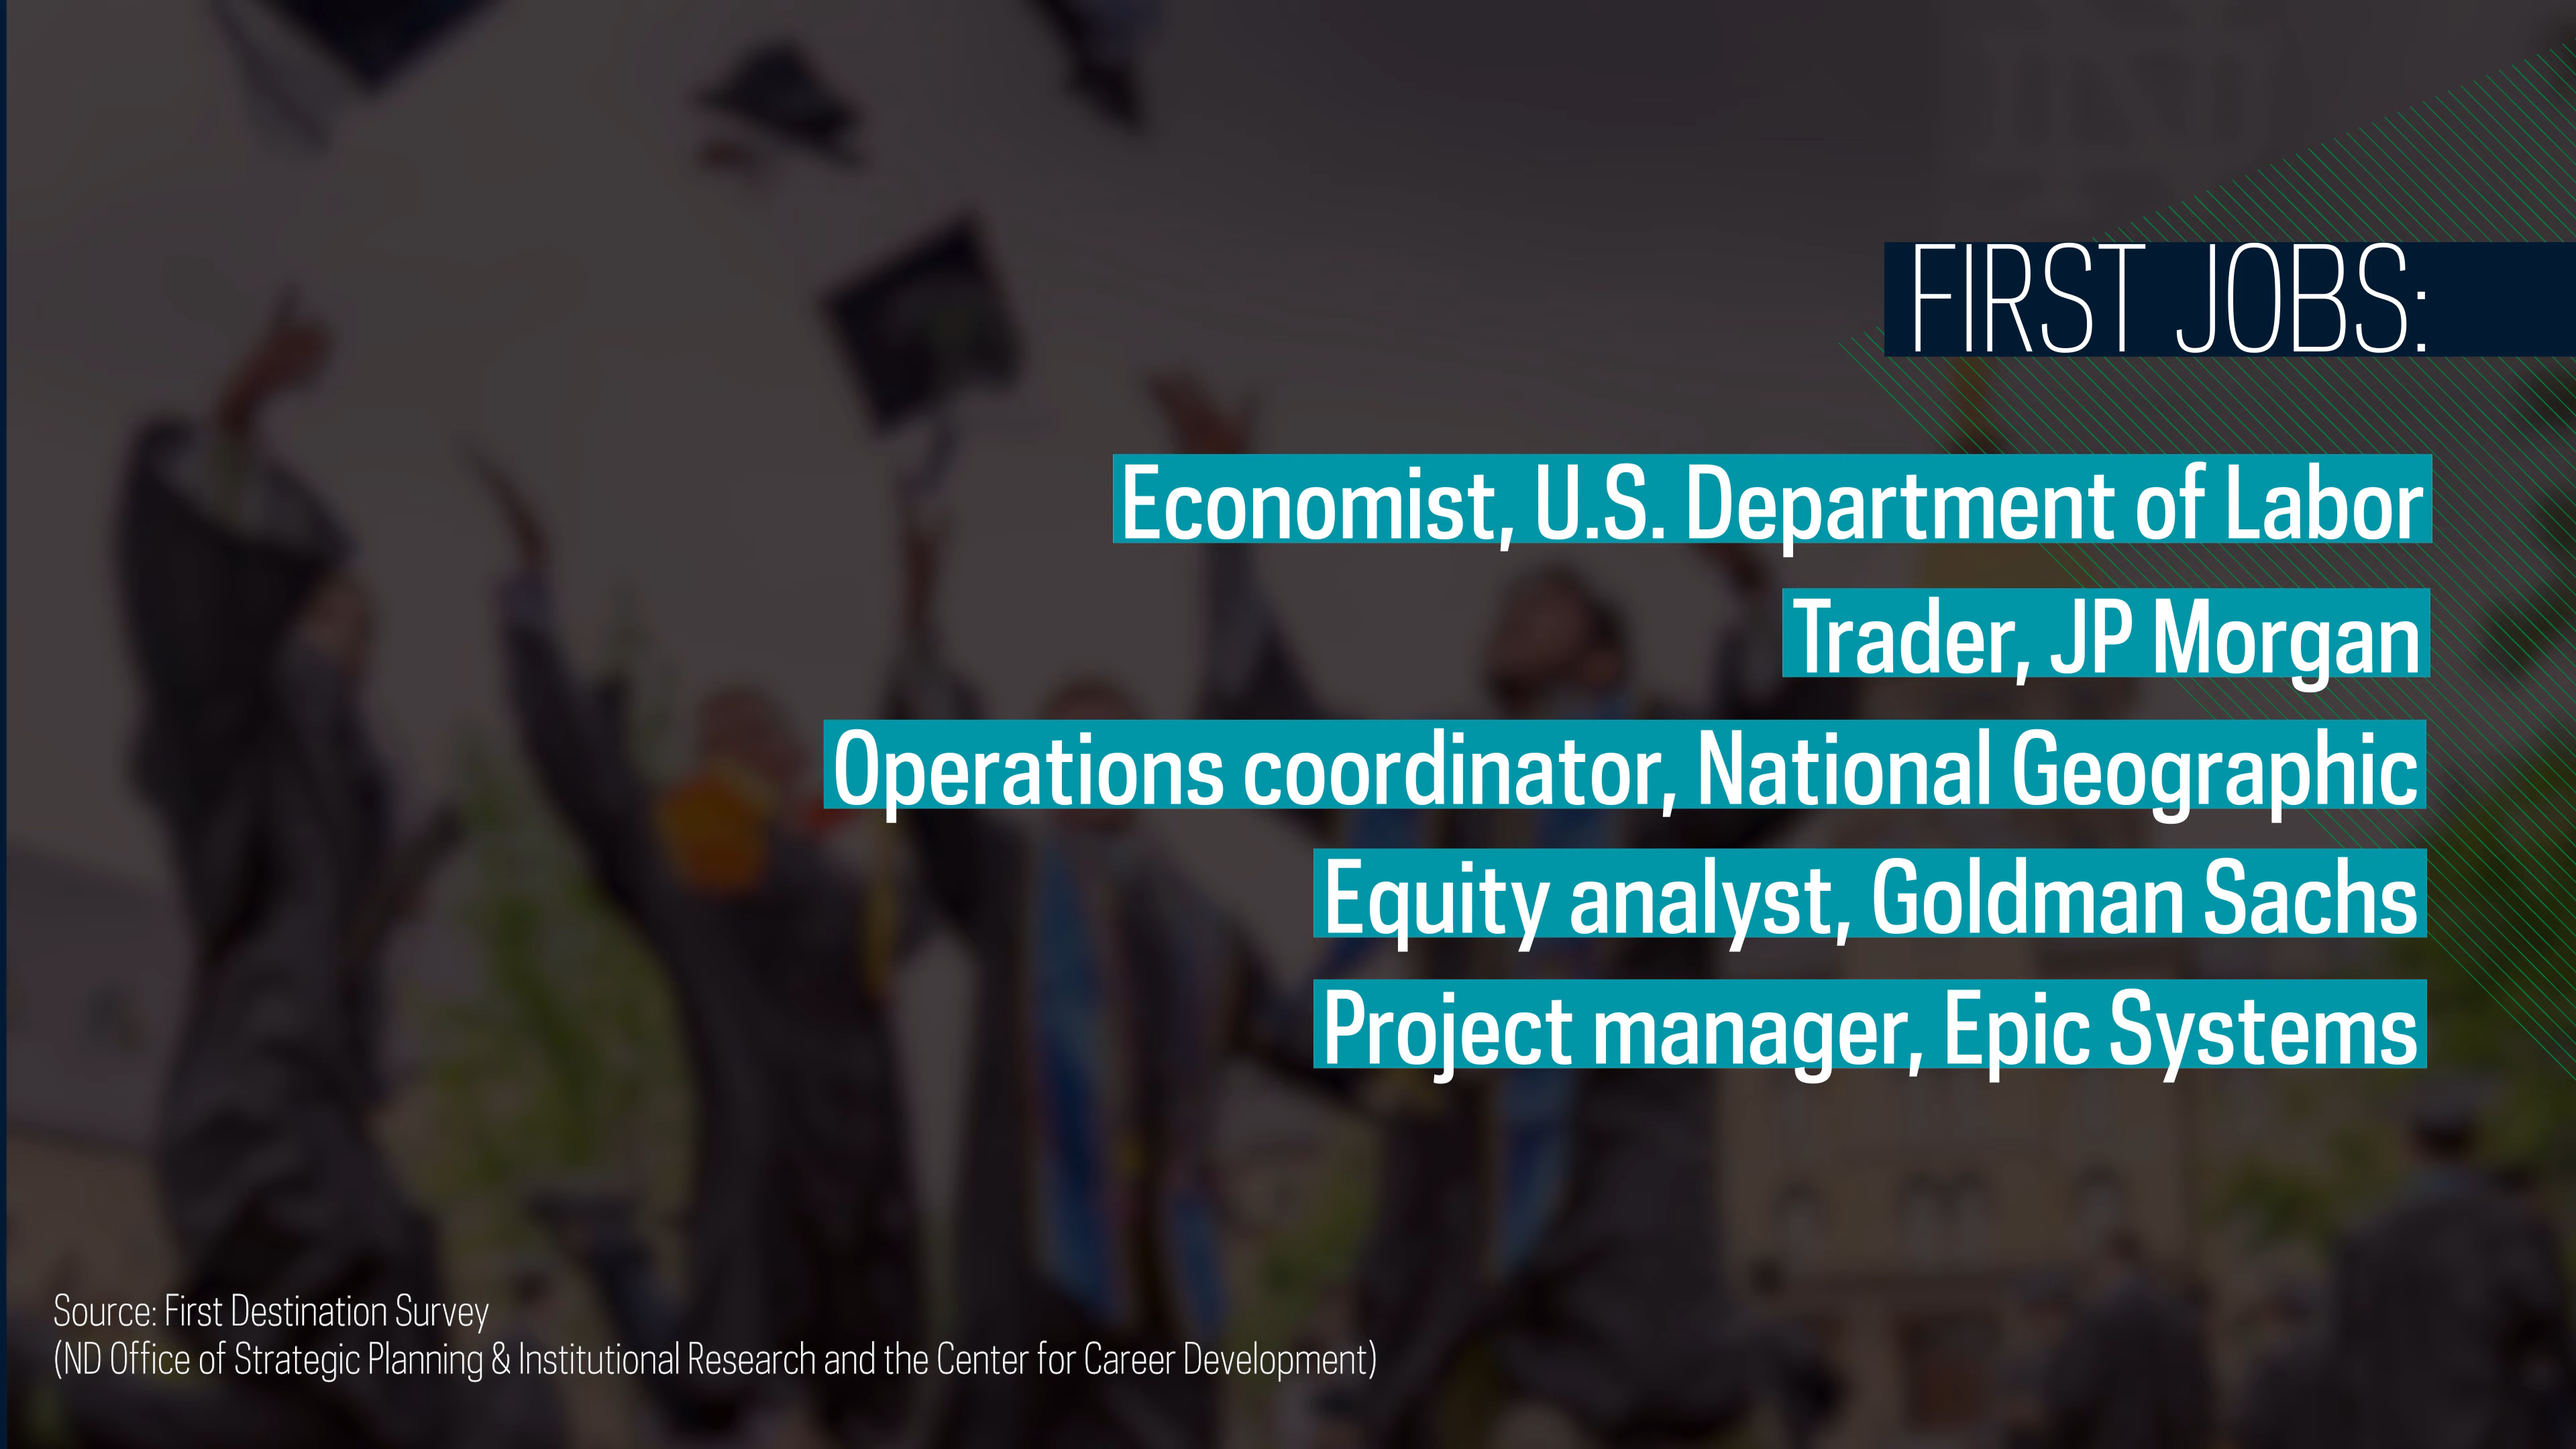 FIRST JOBS:
Economist, U.S. Department of Labor
Trader, JP Morgan
Operations coordinator, National Geographic
Equity analyst, Goldman Sachs
Project manager, Epic Systems
Source: First Destination Survey
(ND Office of Strategic Planning & Institutional Research and the Center for Career Development)